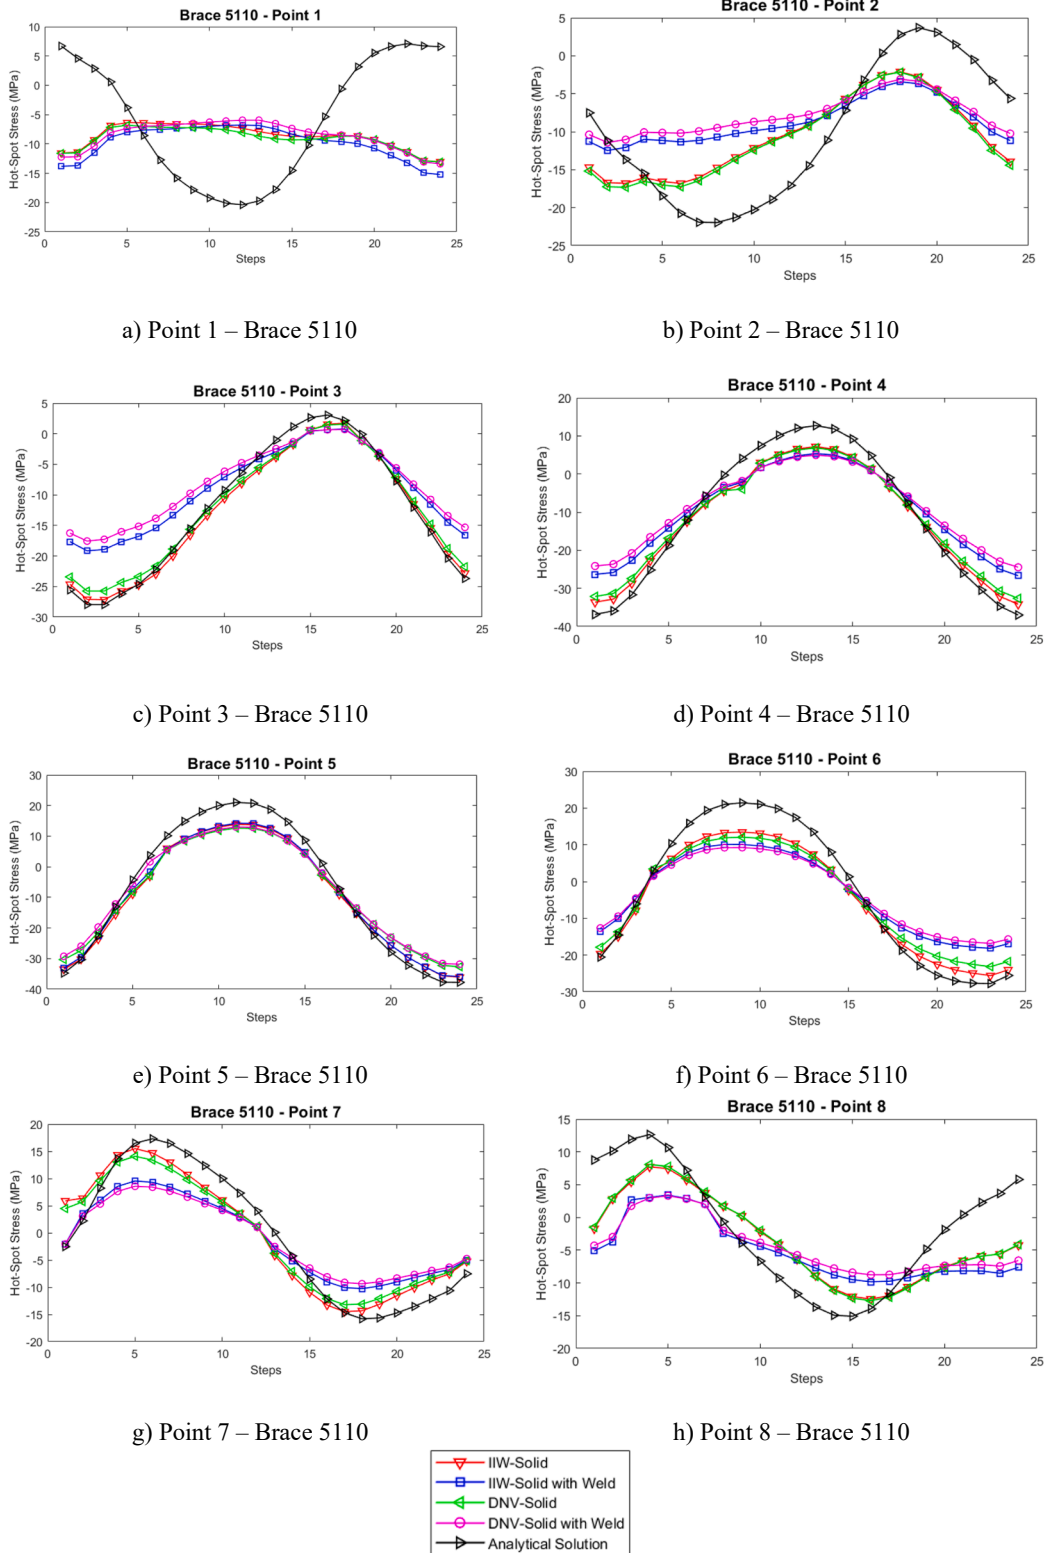 Brace 5110 - Point 1
Hot-Spot Stress (MPa)
10
5
0
-5
-10
-15
-20
-25
0 5 10 15 20 25
Steps
a) Point 1 – Brace 5110
Brace 5110 - Point 2
Hot-Spot Stress (MPa)
5
0
-5
-10
-15
-20
-25
0 5 10 15 20 25
Steps
b) Point 2 – Brace 5110
Brace 5110 - Point 3
Hot-Spot Stress (MPa)
5
0
-5
-10
-15
-20
-25
-30
0 5 10 15 20 25
Steps
c) Point 3 – Brace 5110
Brace 5110 - Point 4
Hot-Spot Stress (MPa)
20
10
0
-10
-20
-30
-40
0 5 10 15 20 25
Steps
d) Point 4 – Brace 5110
Brace 5110 - Point 5
Hot-Spot Stress (MPa)
30
20
10
0
-10
-20
-30
-40
0 5 10 15 20 25
Steps
e) Point 5 – Brace 5110
Brace 5110 - Point 6
Hot-Spot Stress (MPa)
30
20
10
0
-10
-20
-30
0 5 10 15 20 25
Steps
f) Point 6 – Brace 5110
Brace 5110 - Point 7
Hot-Spot Stress (MPa)
20
15
10
5
0
-5
-10
-15
-20
0 5 10 15 20 25
Steps
g) Point 7 – Brace 5110
Brace 5110 - Point 8
Hot-Spot Stress (MPa)
15
10
5
0
-5
-10
-15
-20
0 5 10 15 20 25
Steps
h) Point 8 – Brace 5110
IIW-Solid
IIW-Solid with Weld
DNV-Solid
DNV-Solid with Weld
Analytical Solution